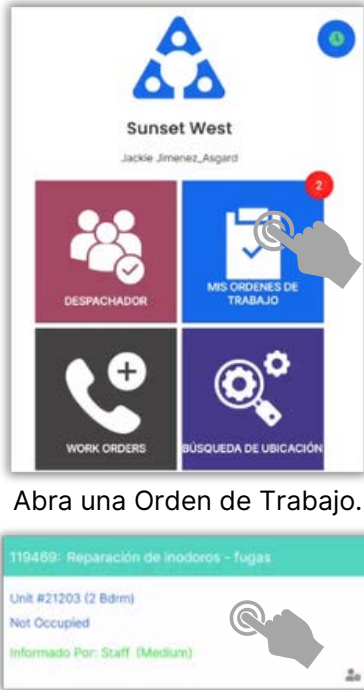 Sunset West
Jackie Jimenez_Asgard
2
DESPACHADOR
MIS ORDENES DE
TRABAJO
WORK ORDERS
BÚSQUEDA DE UBICACIÓN
Abra una Orden de Trabajo.
119469: Reparación de inodoros - fugas
Unit #21203 (2 Bdrm)
Not Occupied
Informado Por: Staff (Medium)